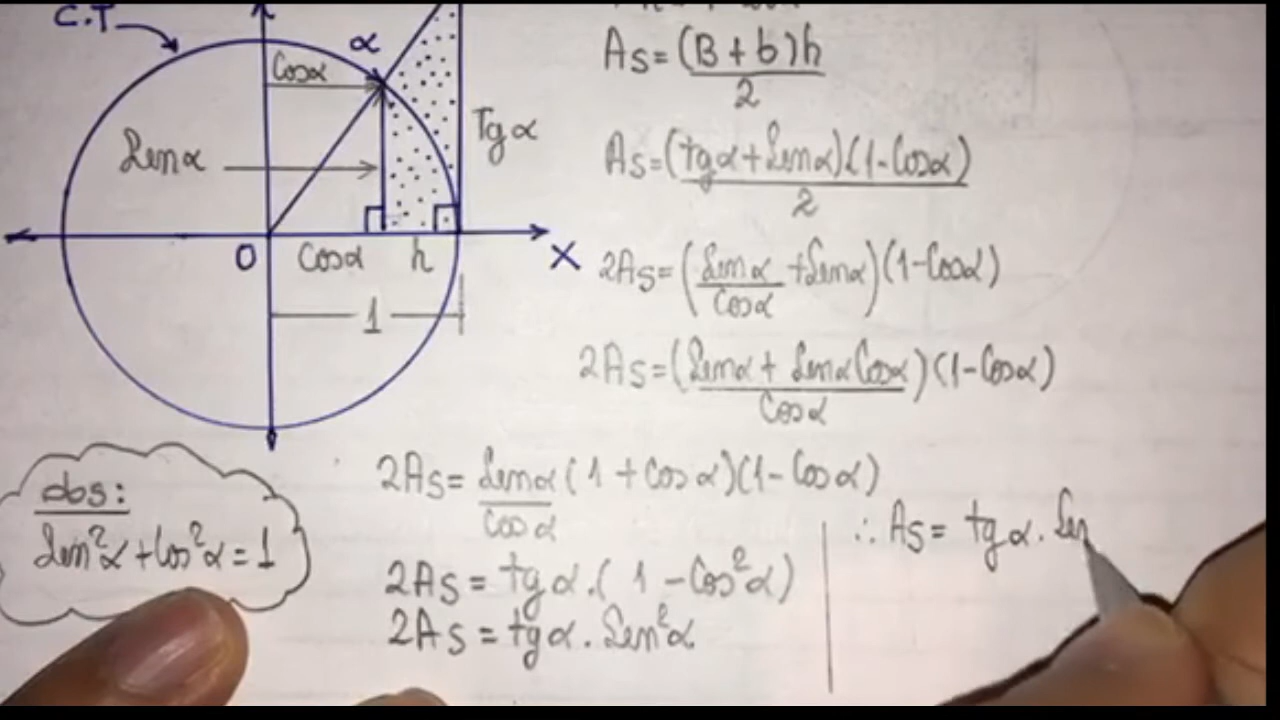 C.T
α
Cosα
Senα
Tgα
O
Cosα
h
X
1
As = (B + b)h / 2
As = (tgα + Senα)(1 - Cosα) / 2
2As = (Senα / Cosα + Senα)(1 - Cosα)
2As = (Senα + Senα Cosα / Cosα)(1 - Cosα)
2As = Senα / Cosα (1 + Cosα)(1 - Cosα)
2As = tgα . (1 - Cos²α)
2As = tgα . Sen²α
obs:
Sen²α + Cos²α = 1
∴ As = tgα . Sen